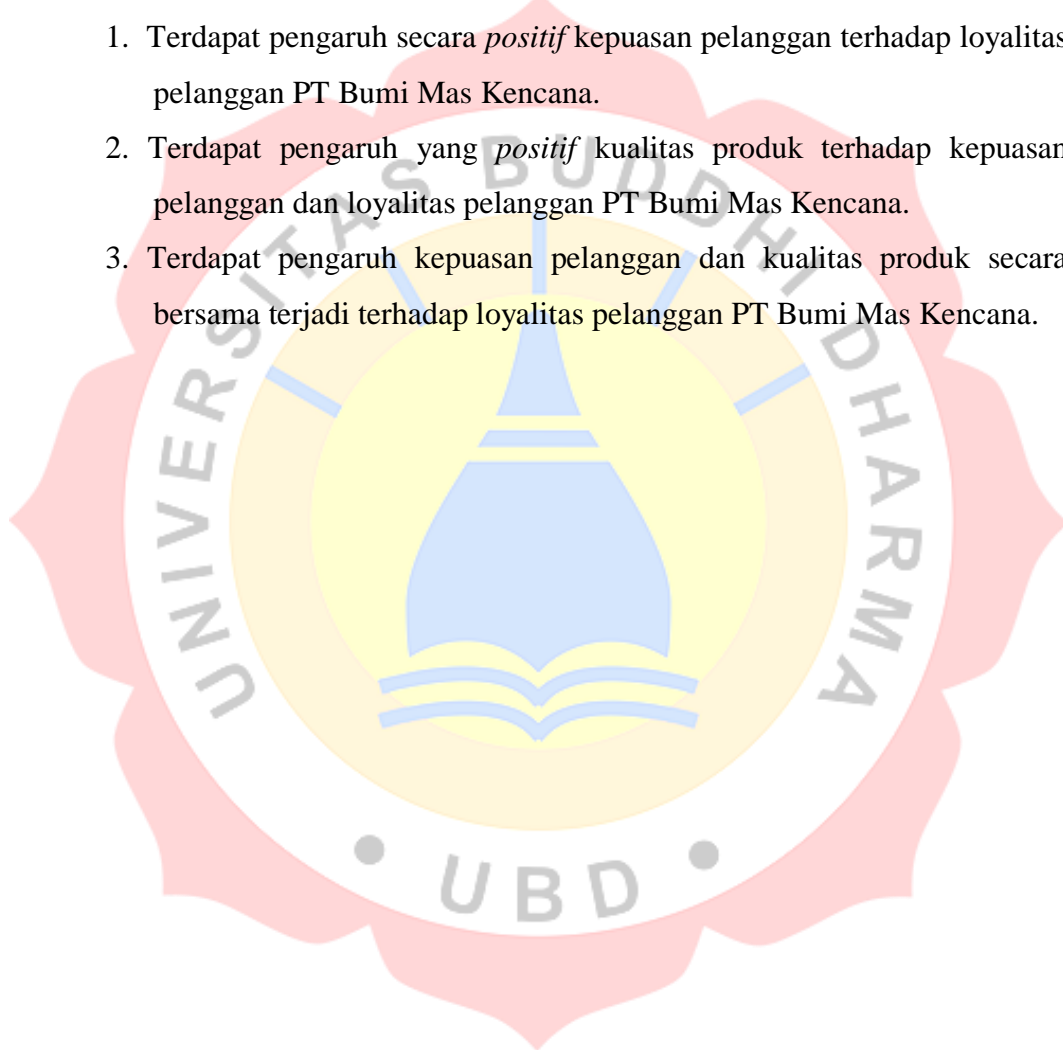 1. Terdapat pengaruh secara positif kepuasan pelanggan terhadap loyalitas
pelanggan PT Bumi Mas Kencana.
2. Terdapat pengaruh yang positif kualitas produk terhadap kepuasan
pelanggan dan loyalitas pelanggan PT Bumi Mas Kencana.
3. Terdapat pengaruh kepuasan pelanggan dan kualitas produk secara
bersama terjadi terhadap loyalitas pelanggan PT Bumi Mas Kencana.
UNIVERSITAS BUDDHI DHARMA
• UBD •